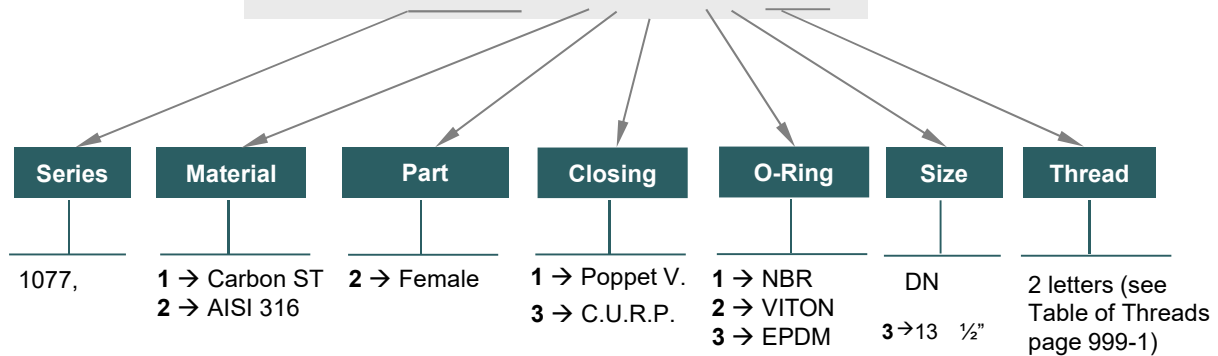 Series Material Part Closing O-Ring Size Thread
1077,
1 → Carbon ST
2 → AISI 316
2 → Female
1 → Poppet V.
3 → C.U.R.P.
1 → NBR
2 → VITON
3 → EPDM
DN
3→13 ½”
2 letters (see
Table of Threads
page 999-1)